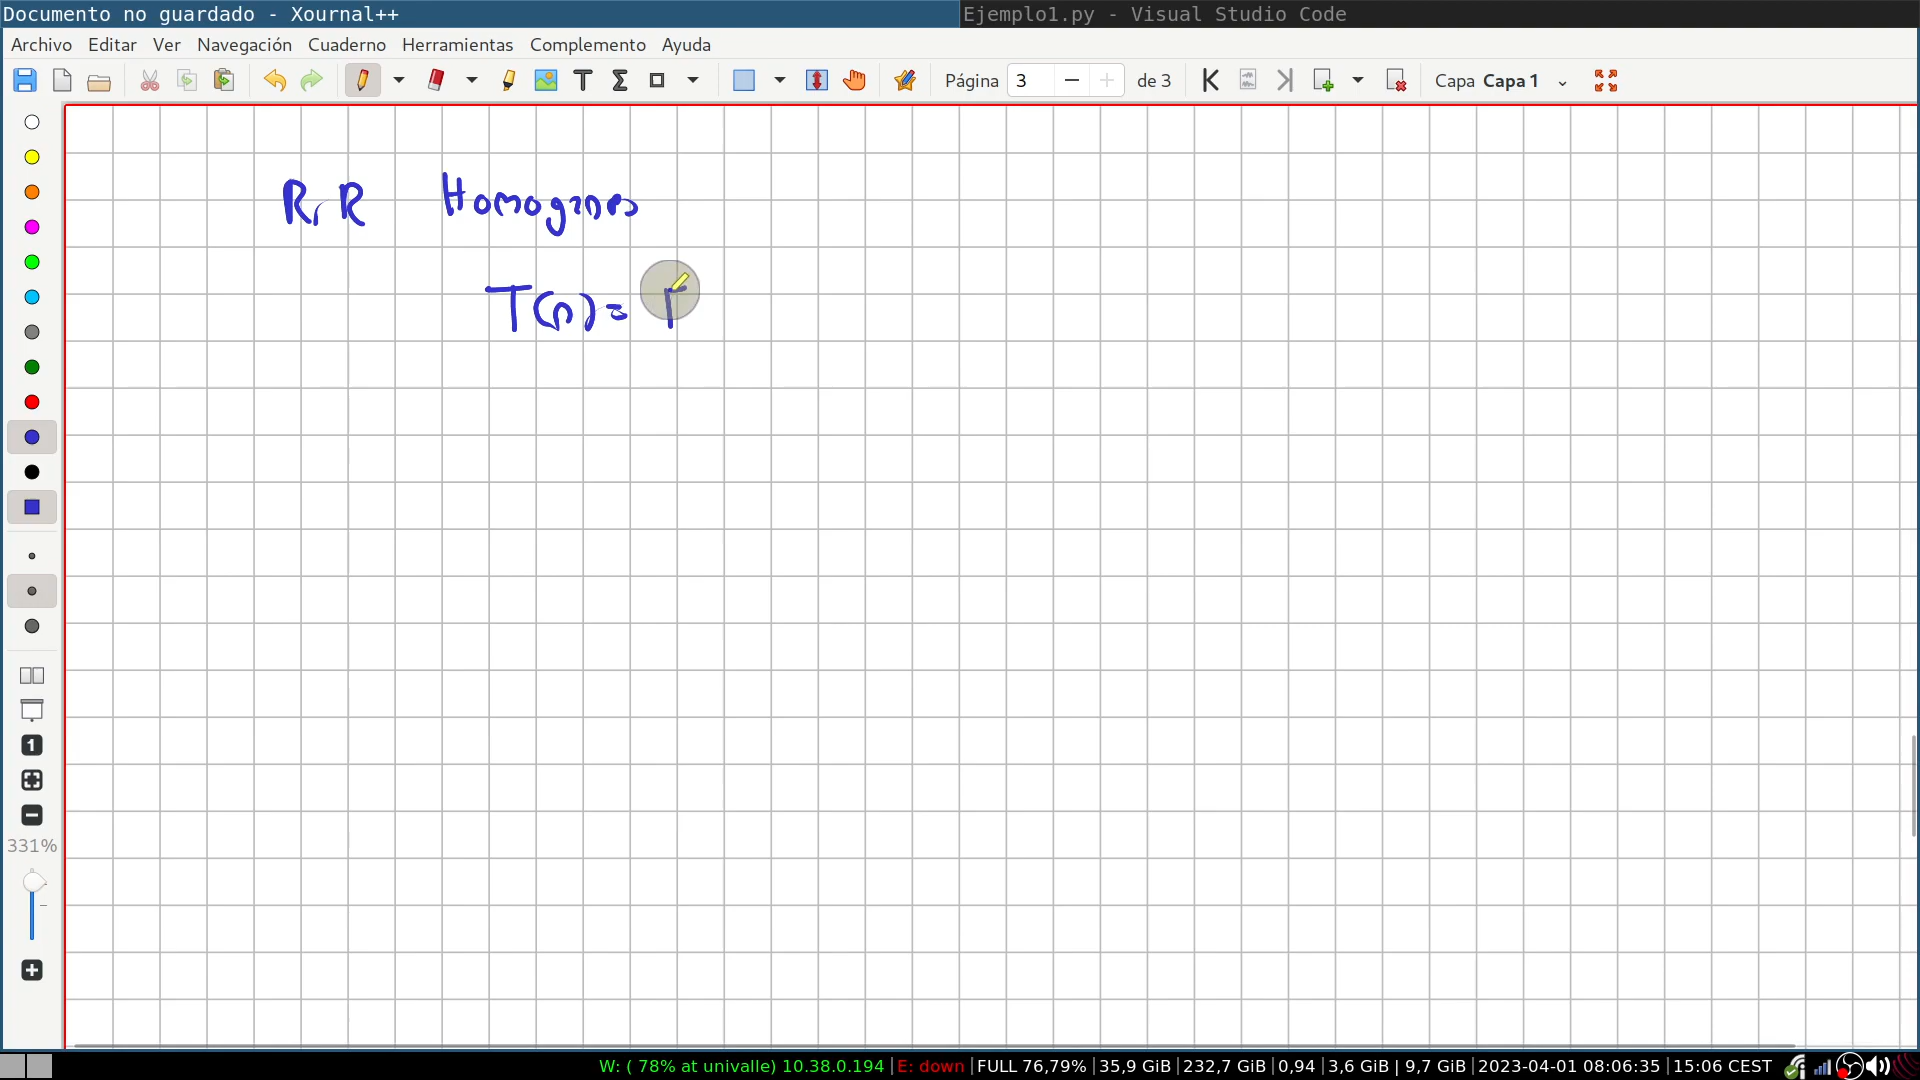 Documento no guardado - Xournal++
Ejemplo1.py - Visual Studio Code
Archivo Editar Ver Navegación Cuaderno Herramientas Complemento Ayuda
Página 3 de 3 Capa Capa 1
R, R
T(n) =
1
331%
W: ( 78% at univalle) 10.38.0.194 |E: down |FULL 76,79% |35,9 GiB |232,7 GiB |0,94 |3,6 GiB | 9,7 GiB |2023-04-01 08:06:35 |15:06 CEST